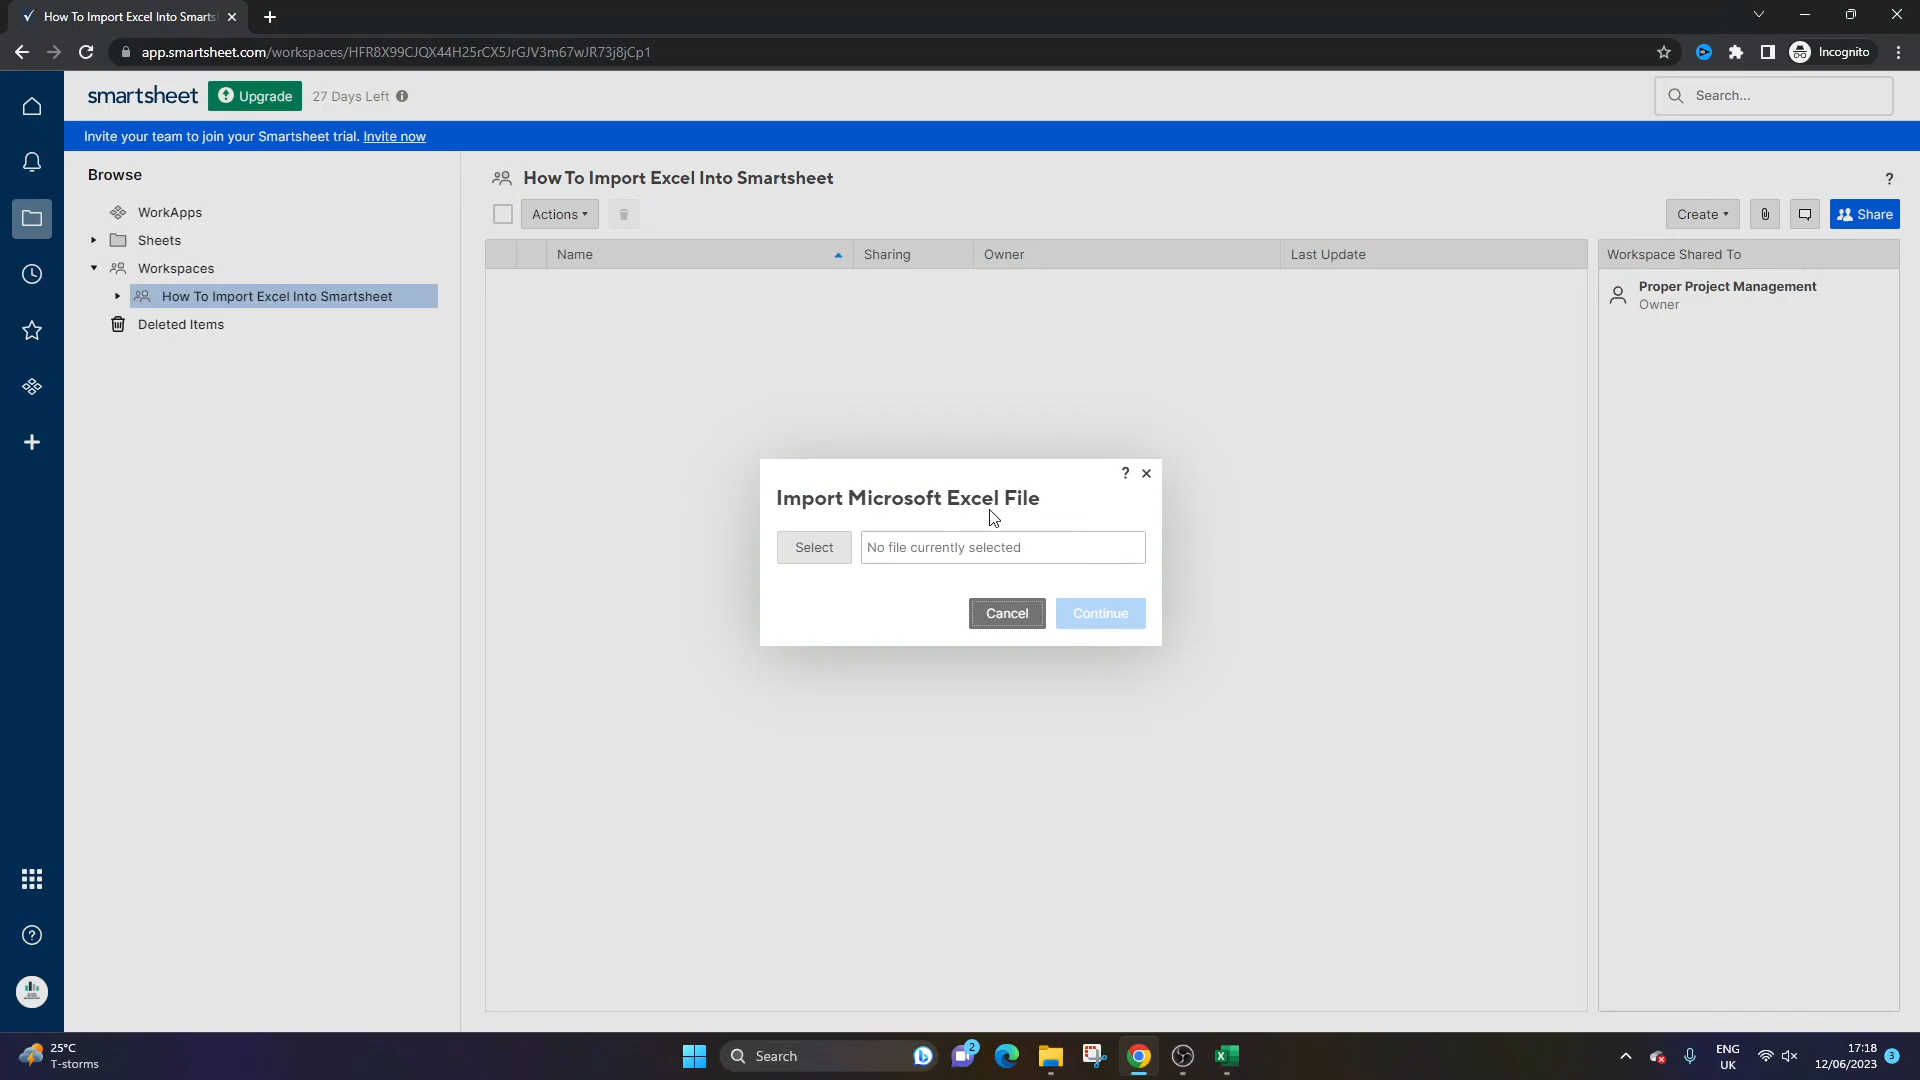 How To Import Excel Into Smarts
app.smartsheet.com/workspaces/HFR8X99CJQX44H25rCX5JrGJV3m67wJR73j8jCp1
Incognito
smartsheet
Upgrade
27 Days Left
Search...
Invite your team to join your Smartsheet trial. Invite now
Browse
WorkApps
Sheets
Workspaces
How To Import Excel Into Smartsheet
Deleted Items
How To Import Excel Into Smartsheet
?
Actions
Create
Share
Name
Sharing
Owner
Last Update
Workspace Shared To
Proper Project Management
Owner
?
Import Microsoft Excel File
Select
No file currently selected
Cancel
Continue
25°C
T-storms
Search
2
ENG
UK
17:18
12/06/2023
3